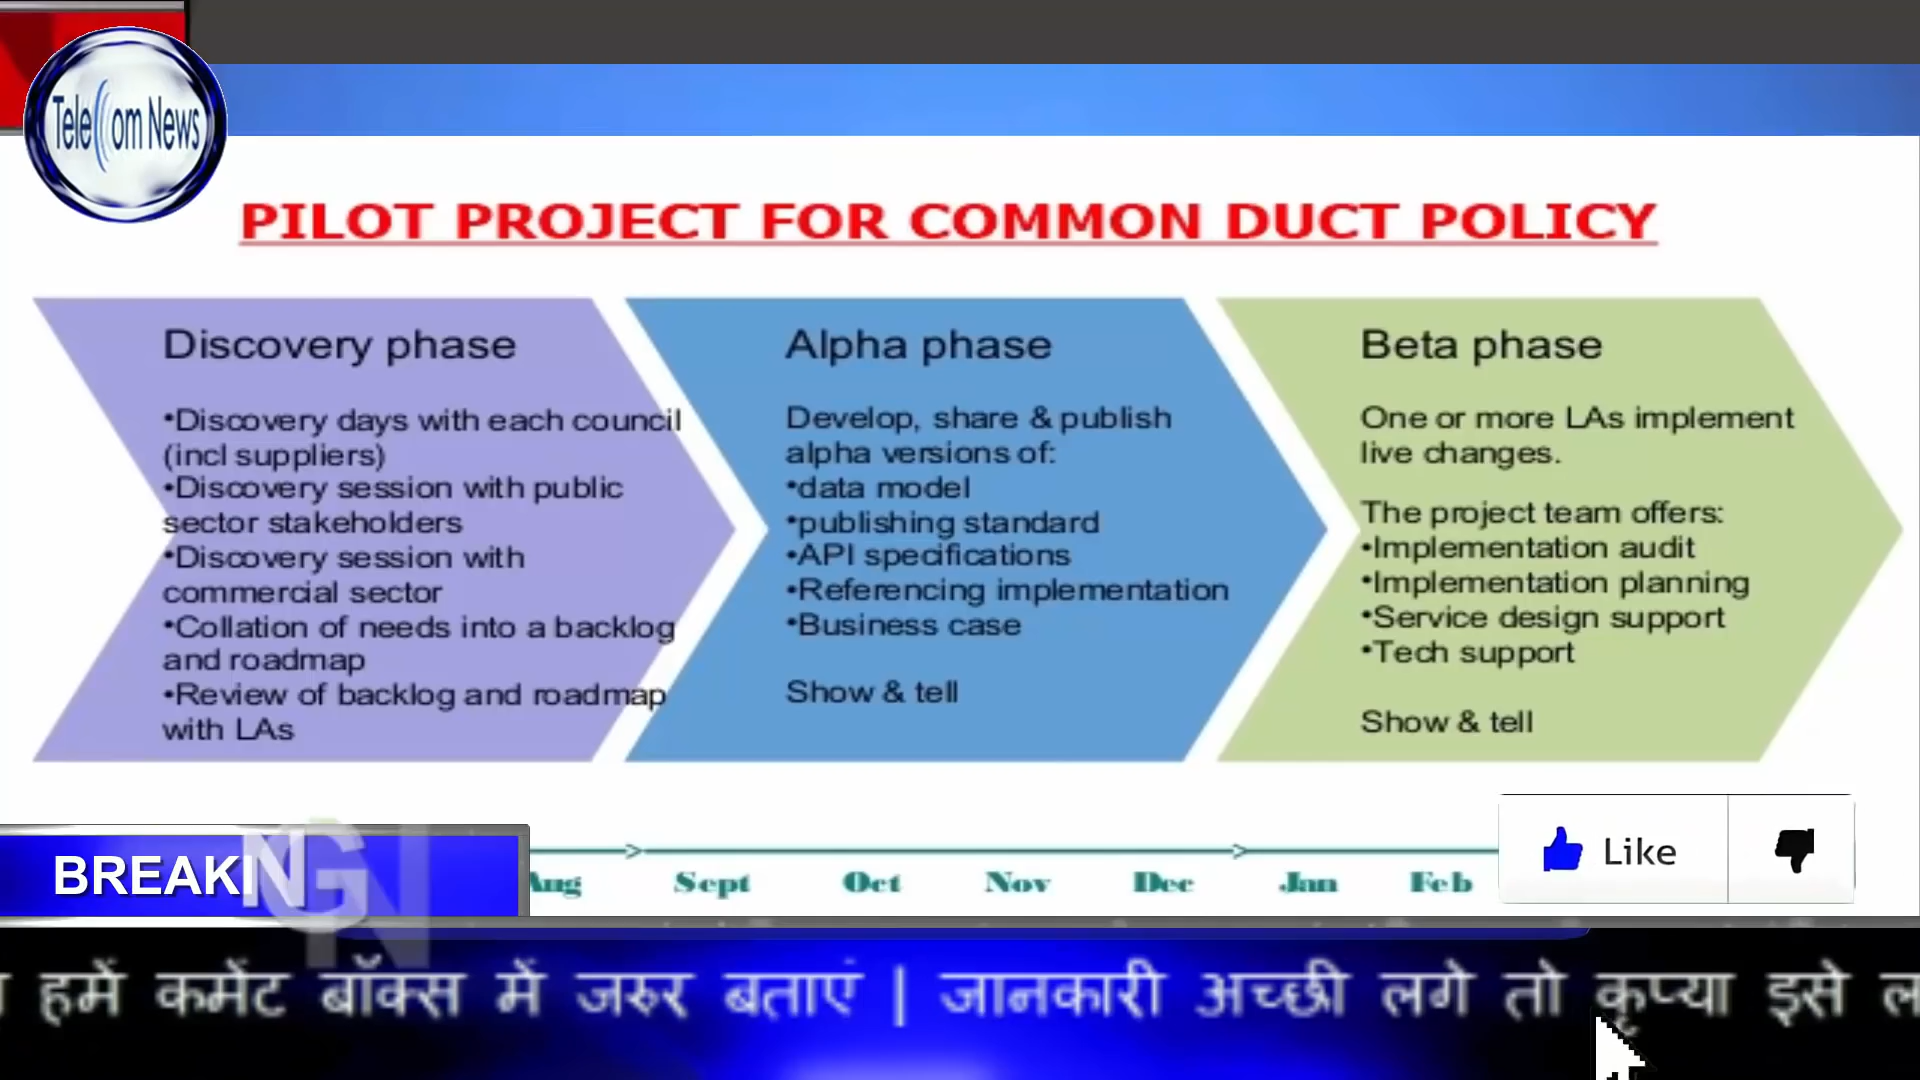 Tele((om News
PILOT PROJECT FOR COMMON DUCT POLICY
Discovery phase
•Discovery days with each council
(incl suppliers)
•Discovery session with public
sector stakeholders
•Discovery session with
commercial sector
•Collation of needs into a backlog
and roadmap
•Review of backlog and roadmap
with LAs
Alpha phase
Develop, share & publish
alpha versions of:
•data model
•publishing standard
•API specifications
•Referencing implementation
•Business case
Show & tell
Beta phase
One or more LAs implement
live changes.
The project team offers:
•Implementation audit
•Implementation planning
•Service design support
•Tech support
Show & tell
Aug Sept Oct Nov Dec Jan Feb
Like
BREAKING
हमें कमेंट बॉक्स में जरुर बताएं | जानकारी अच्छी लगे तो कृप्या इसे